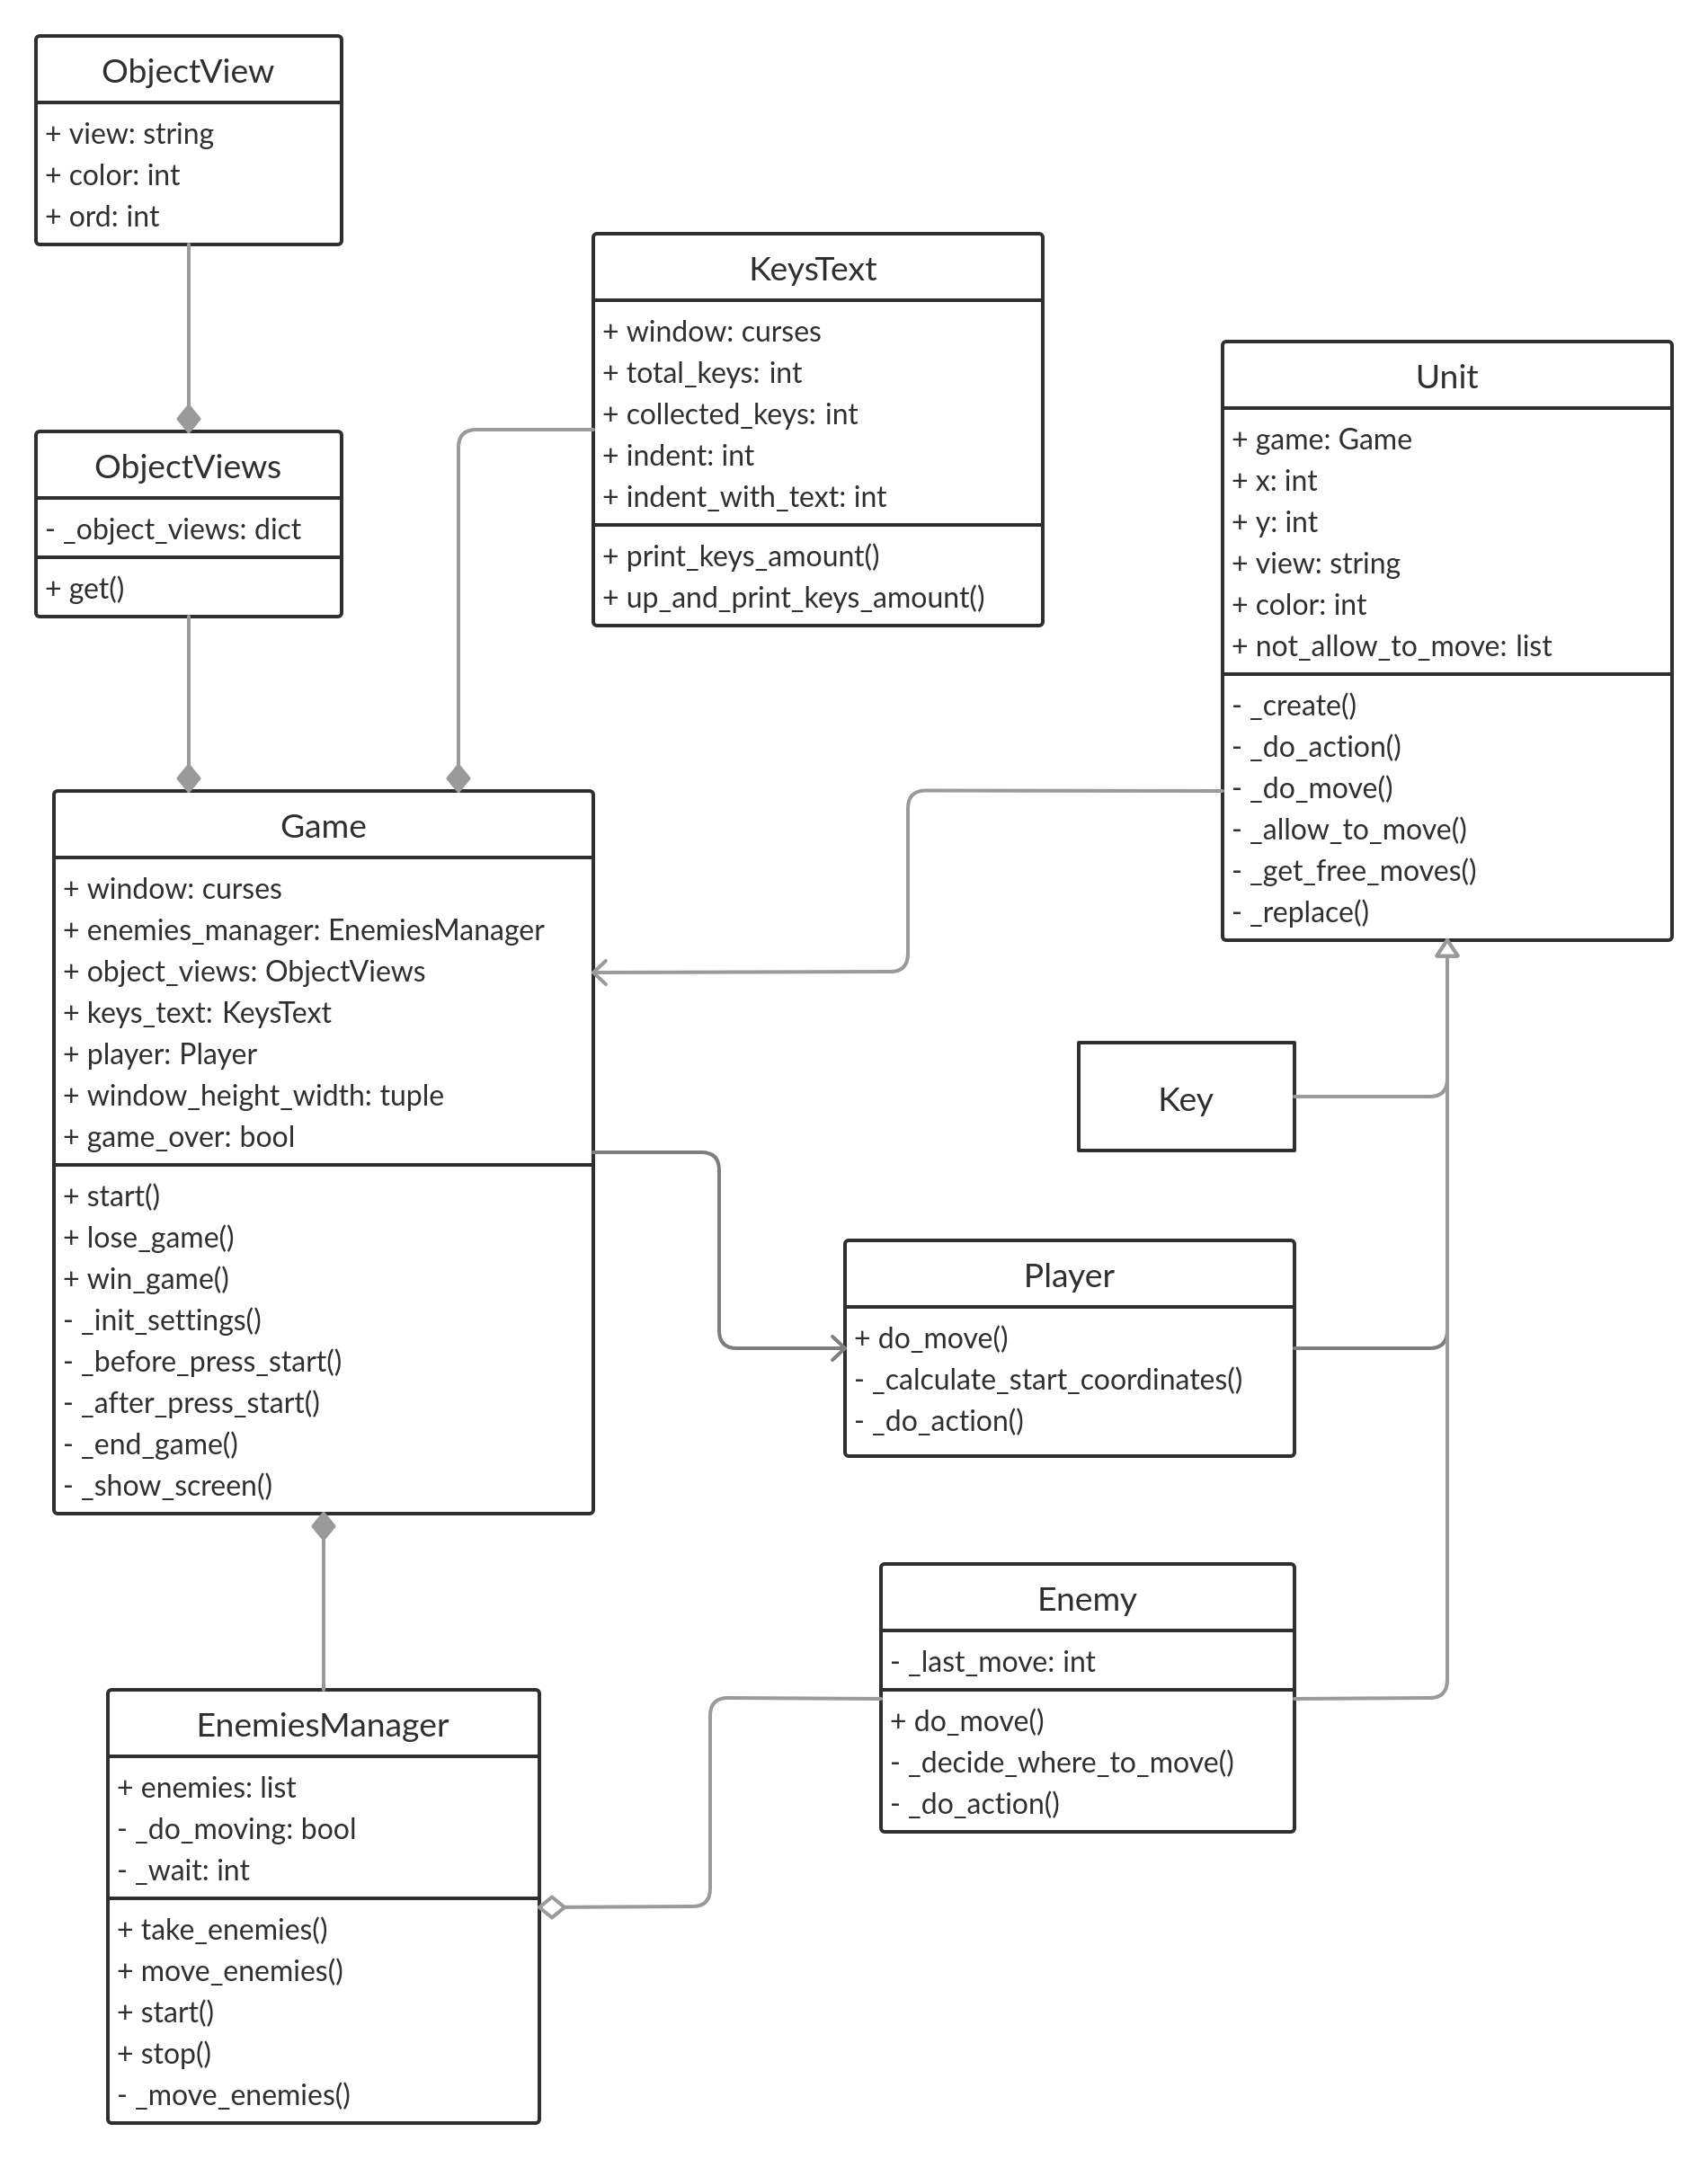 ObjectView
+ view: string
+ color: int
+ ord: int
ObjectViews
- _object_views: dict
+ get()
KeysText
+ window: curses
+ total_keys: int
+ collected_keys: int
+ indent: int
+ indent_with_text: int
+ print_keys_amount()
+ up_and_print_keys_amount()
Unit
+ game: Game
+ x: int
+ y: int
+ view: string
+ color: int
+ not_allow_to_move: list
- _create()
- _do_action()
- _do_move()
- _allow_to_move()
- _get_free_moves()
- _replace()
Game
+ window: curses
+ enemies_manager: EnemiesManager
+ object_views: ObjectViews
+ keys_text: KeysText
+ player: Player
+ window_height_width: tuple
+ game_over: bool
+ start()
+ lose_game()
+ win_game()
- _init_settings()
- _before_press_start()
- _after_press_start()
- _end_game()
- _show_screen()
Key
Player
+ do_move()
- _calculate_start_coordinates()
- _do_action()
Enemy
- _last_move: int
+ do_move()
- _decide_where_to_move()
- _do_action()
EnemiesManager
+ enemies: list
- _do_moving: bool
- _wait: int
+ take_enemies()
+ move_enemies()
+ start()
+ stop()
- _move_enemies()